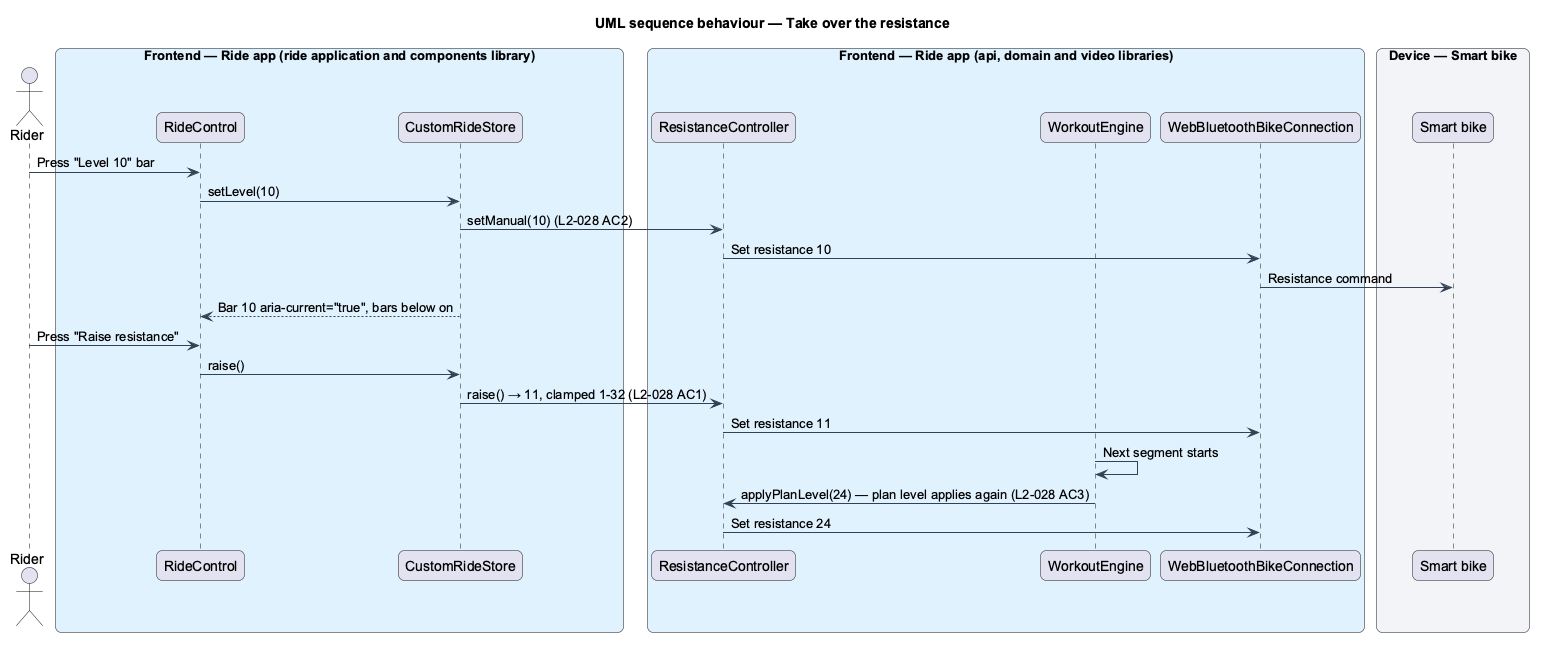 UML sequence behaviour — Take over the resistance
Frontend — Ride app (ride application and components library)
Frontend — Ride app (api, domain and video libraries)
Device — Smart bike
Rider
RideControl
CustomRideStore
ResistanceController
WorkoutEngine
WebBluetoothBikeConnection
Smart bike
Press "Level 10" bar
setLevel(10)
setManual(10) (L2-028 AC2)
Set resistance 10
Resistance command
Bar 10 aria-current="true", bars below on
Press "Raise resistance"
raise()
raise() → 11, clamped 1-32 (L2-028 AC1)
Set resistance 11
Next segment starts
applyPlanLevel(24) — plan level applies again (L2-028 AC3)
Set resistance 24
Rider
RideControl
CustomRideStore
ResistanceController
WorkoutEngine
WebBluetoothBikeConnection
Smart bike